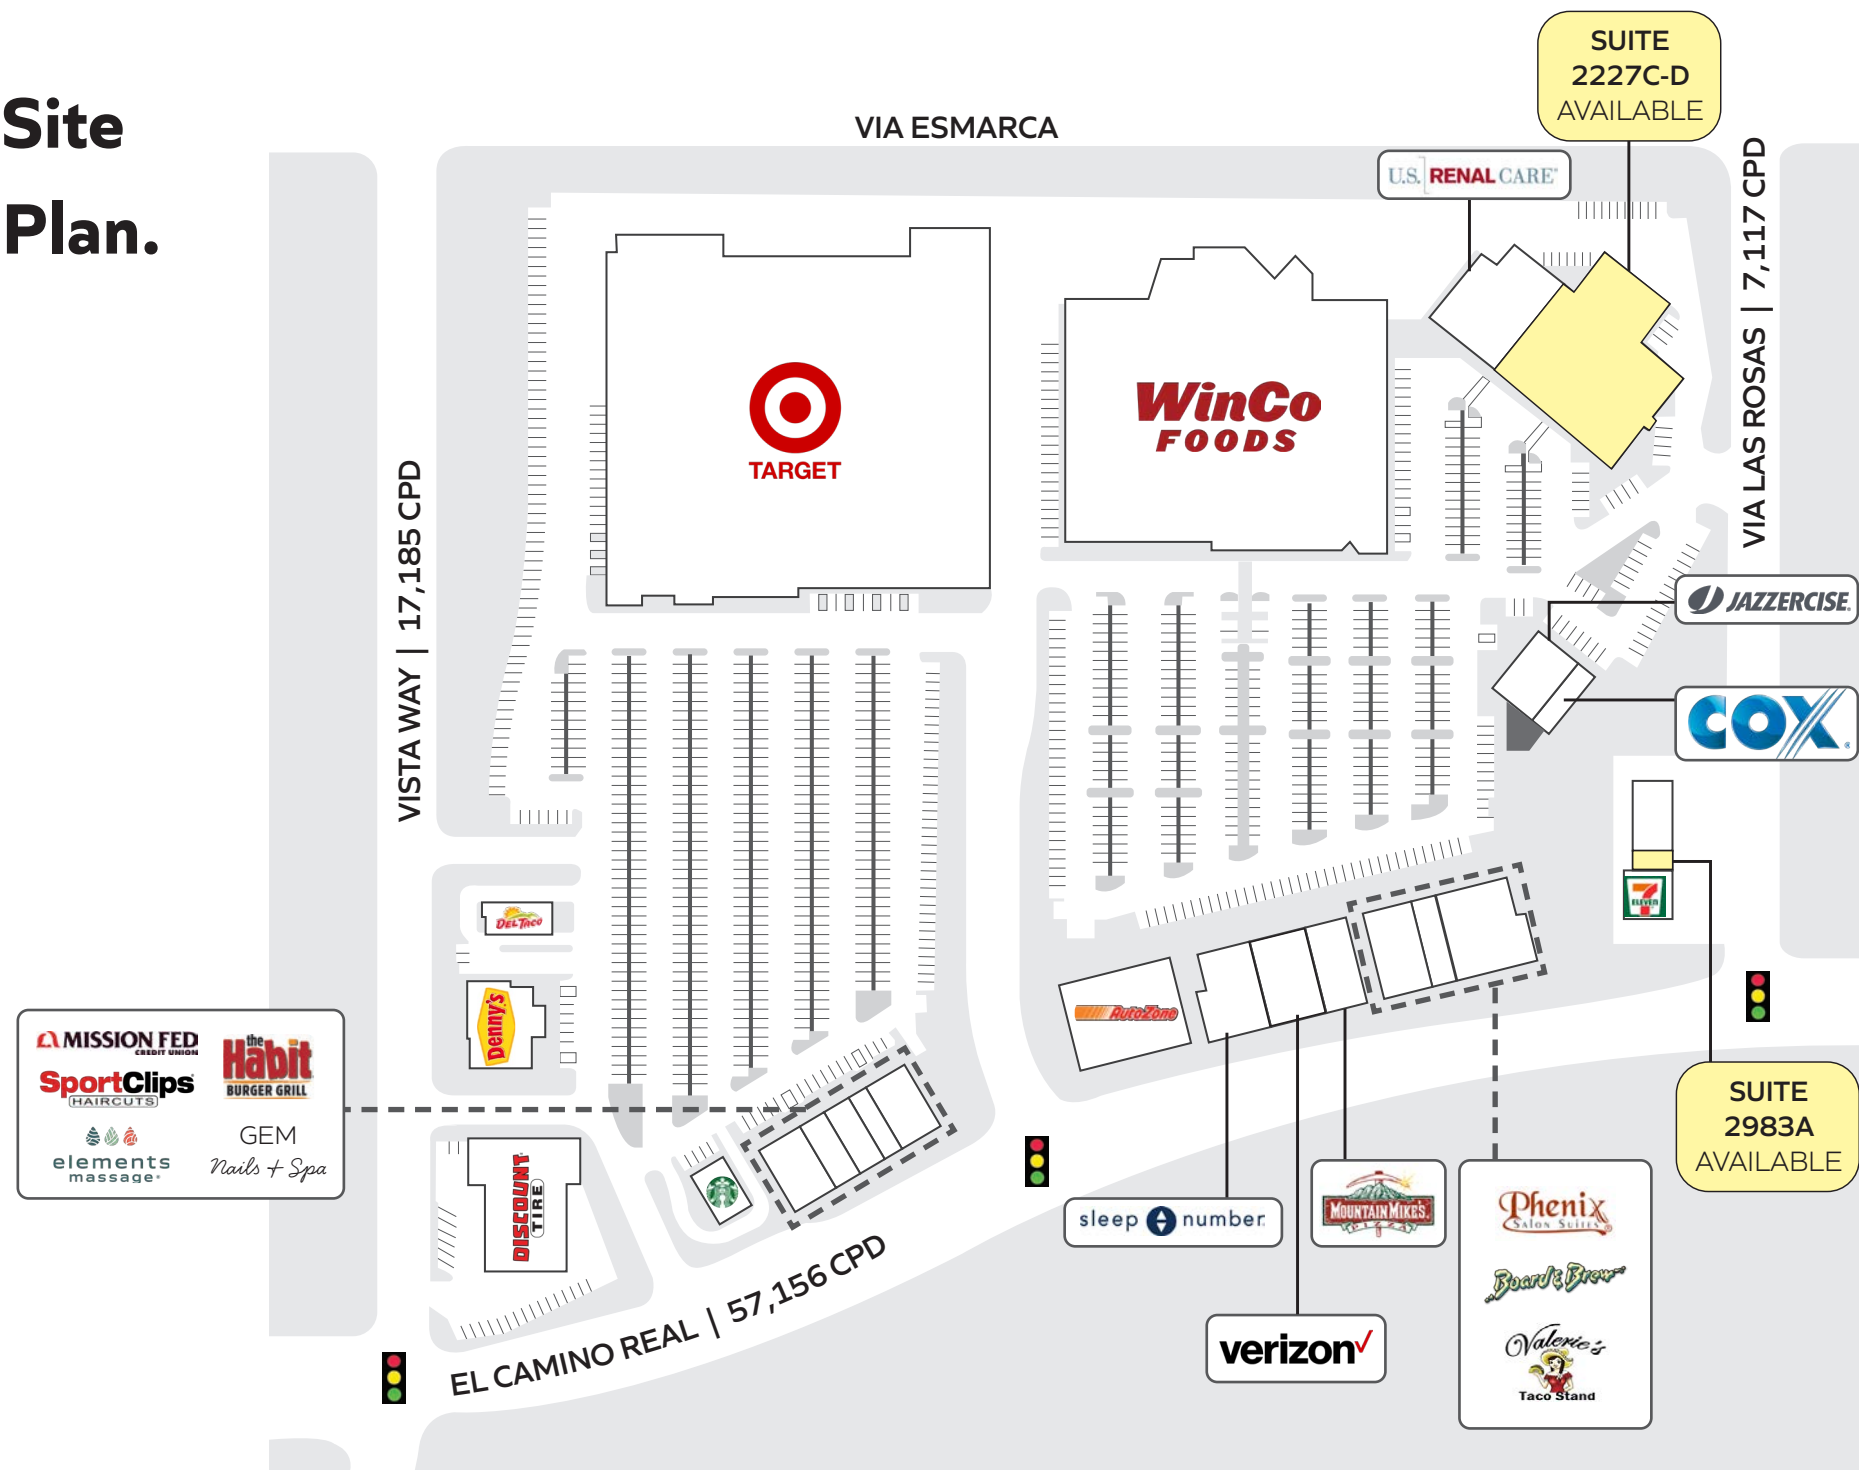 Site
Plan.
SUITE
2227C-D
AVAILABLE
VIA ESMARCA
U.S. RENAL CARE
VIA LAS ROSAS | 7,117 CPD
VISTA WAY | 17,185 CPD
TARGET
WinCo
FOODS
JAZZERCISE.
COX
7
ELEVEN
DEL TACO
Denny's
AutoZone
MISSION FED
CREDIT UNION
SportClips
HAIRCUTS
elements
massage
the
Habit
BURGER GRILL
GEM
Nails + Spa
DISCOUNT
TIRE
SUITE
2983A
AVAILABLE
sleep number
MOUNTAIN MIKE'S
PIZZA
verizon
Phenix
Salon Suites
Board & Brew
Valerie's
Taco Stand
EL CAMINO REAL | 57,156 CPD